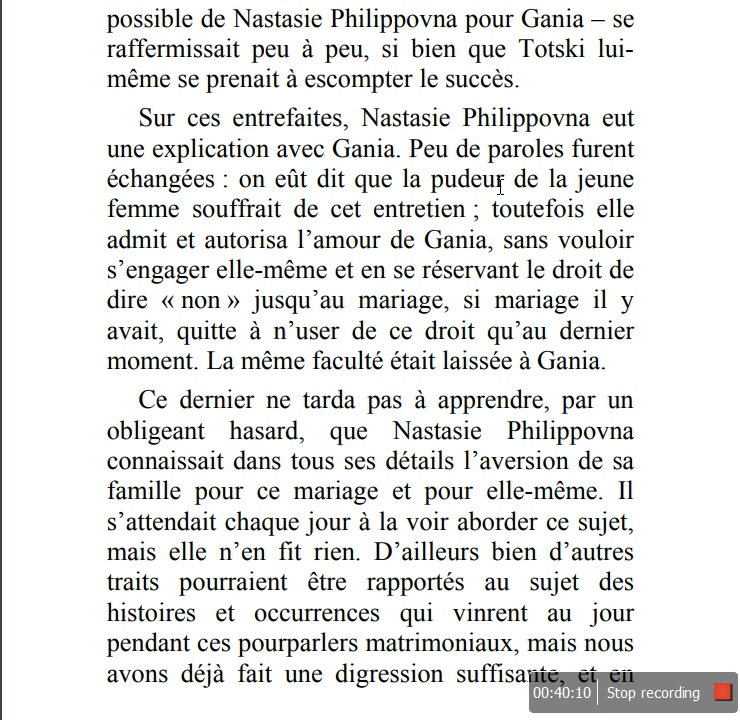 possible de Nastasie Philippovna pour Gania – se
raffermissait peu à peu, si bien que Totski lui-
même se prenait à escompter le succès.
Sur ces entrefaites, Nastasie Philippovna eut
une explication avec Gania. Peu de paroles furent
échangées : on eût dit que la pudeur de la jeune
femme souffrait de cet entretien ; toutefois elle
admit et autorisa l’amour de Gania, sans vouloir
s’engager elle-même et en se réservant le droit de
dire « non » jusqu’au mariage, si mariage il y
avait, quitte à n’user de ce droit qu’au dernier
moment. La même faculté était laissée à Gania.
Ce dernier ne tarda pas à apprendre, par un
obligeant hasard, que Nastasie Philippovna
connaissait dans tous ses détails l’aversion de sa
famille pour ce mariage et pour elle-même. Il
s’attendait chaque jour à la voir aborder ce sujet,
mais elle n’en fit rien. D’ailleurs bien d’autres
traits pourraient être rapportés au sujet des
histoires et occurrences qui vinrent au jour
pendant ces pourparlers matrimoniaux, mais nous
avons déjà fait une digression suffisante, et en
00:40:10 Stop recording